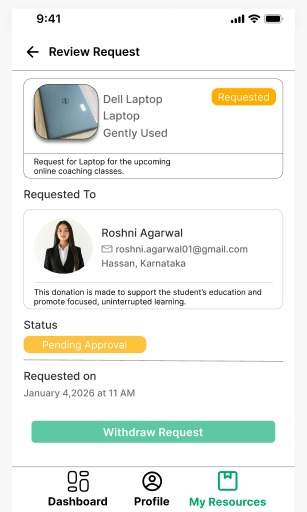 9:41
Review Request
Dell Laptop
Requested
Laptop
Gently Used
Request for Laptop for the upcoming
online coaching classes.
Requested To
Roshni Agarwal
roshni.agarwal01@gmail.com
Hassan, Karnataka
This donation is made to support the student's education and
promote focused, uninterrupted learning.
Status
Pending Approval
Requested on
January 4,2026 at 11 AM
Withdraw Request
Dashboard
Profile
My Resources